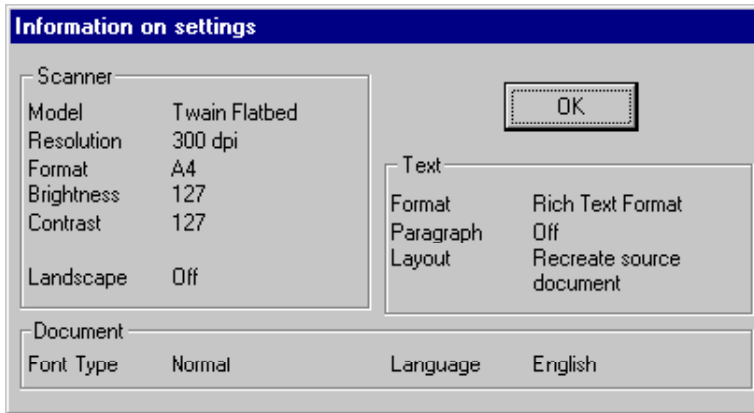 Information on settings
Scanner
Model Twain Flatbed
Resolution 300 dpi
Format A4
Brightness 127
Contrast 127
Landscape Off
OK
Text
Format Rich Text Format
Paragraph Off
Layout Recreate source
document
Document
Font Type Normal Language English